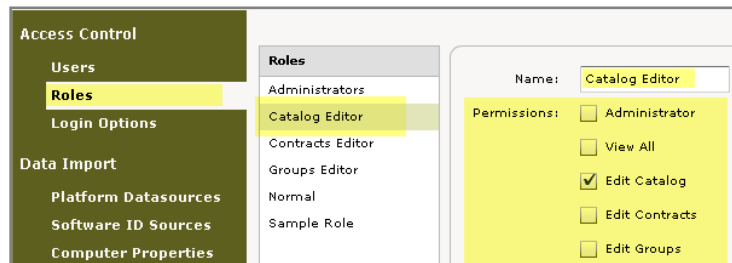 Access Control
Users
Roles
Login Options
Data Import
Platform Datasources
Software ID Sources
Computer Properties
Roles
Administrators
Catalog Editor
Contracts Editor
Groups Editor
Normal
Sample Role
Name: Catalog Editor
Permissions: Administrator
View All
Edit Catalog
Edit Contracts
Edit Groups